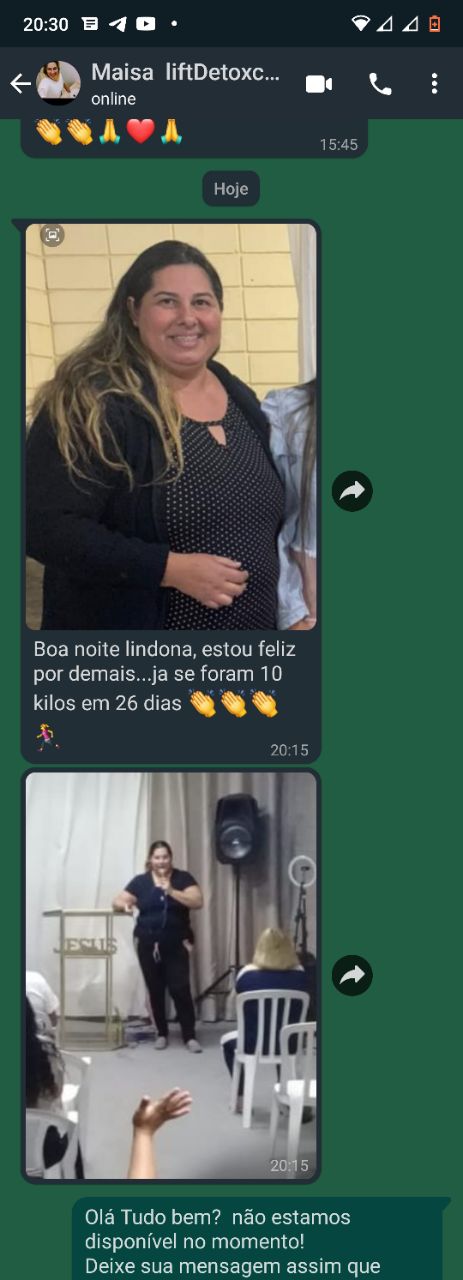 20:30
Maisa liftDetoxc...
online
👏👏🙏❤️🙏
15:45
Hoje
Boa noite lindona, estou feliz
por demais...ja se foram 10
kilos em 26 dias 👏👏👏
🏃‍♀️
20:15
JESUS
20:15
Olá Tudo bem?  não estamos
disponível no momento!
Deixe sua mensagem assim que